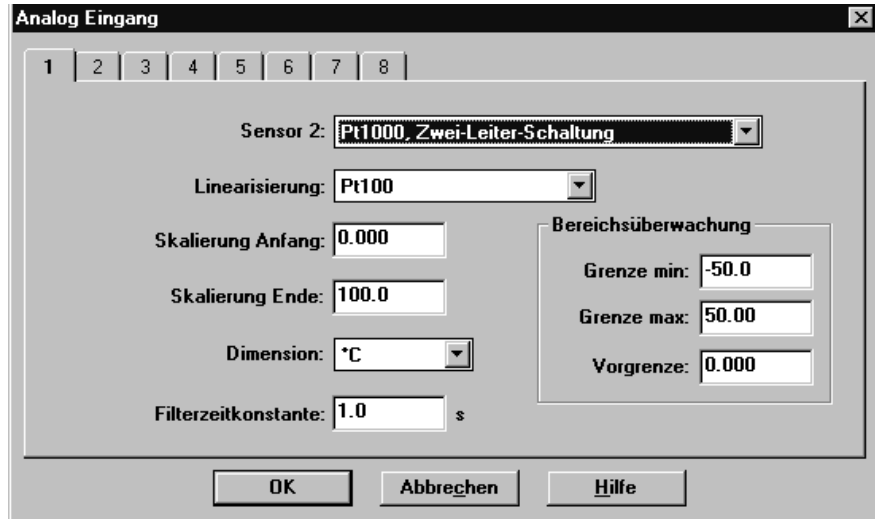 Analog Eingang
1 2 3 4 5 6 7 8
Sensor 2: Pt1000, Zwei-Leiter-Schaltung
Linearisierung: Pt100
Skalierung Anfang: 0.000
Skalierung Ende: 100.0
Dimension: °C
Filterzeitkonstante: 1.0 s
Bereichsüberwachung
Grenze min: -50.0
Grenze max: 50.00
Vorgrenze: 0.000
OK Abbrechen Hilfe